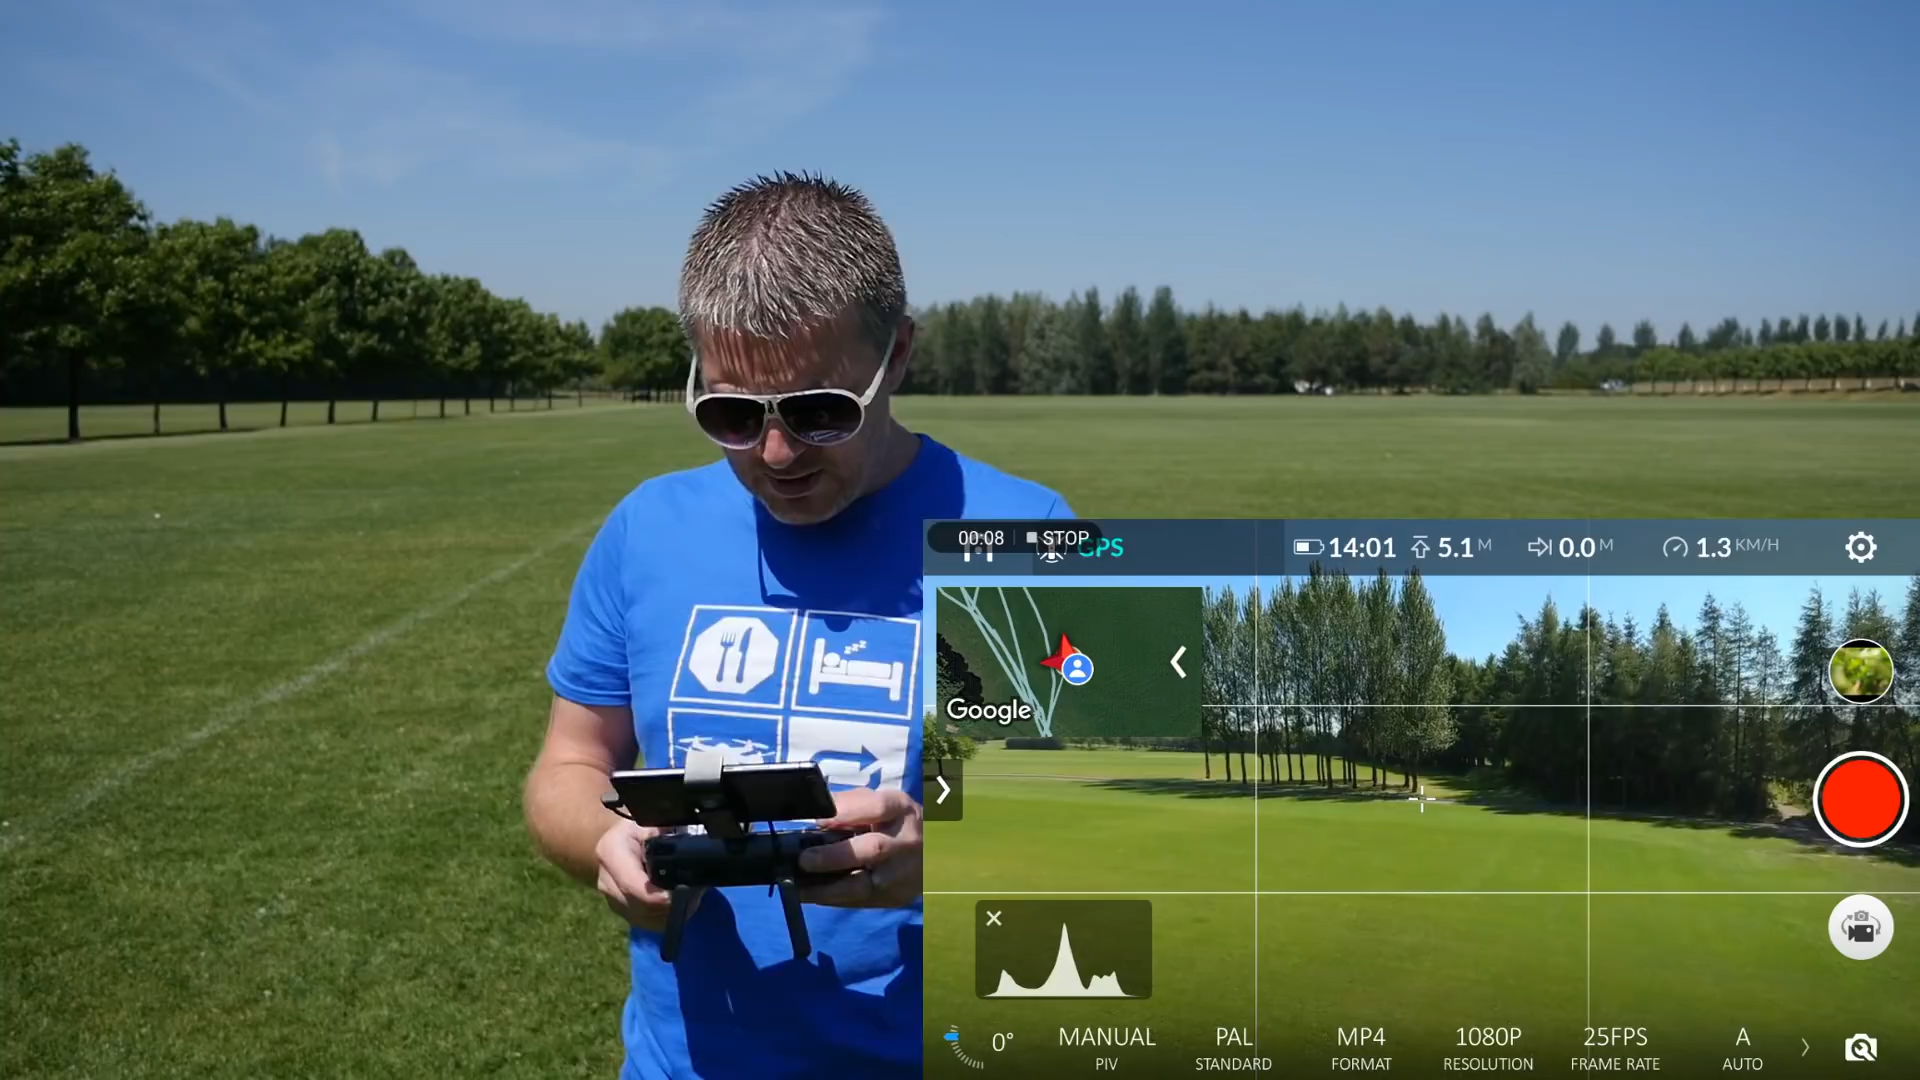 00:08 STOP
GPS
14:01 5.1 M 0.0 M 1.3 KM/H
Google
zzz
0° MANUAL PAL MP4 1080P 25FPS A
PIV STANDARD FORMAT RESOLUTION FRAME RATE AUTO